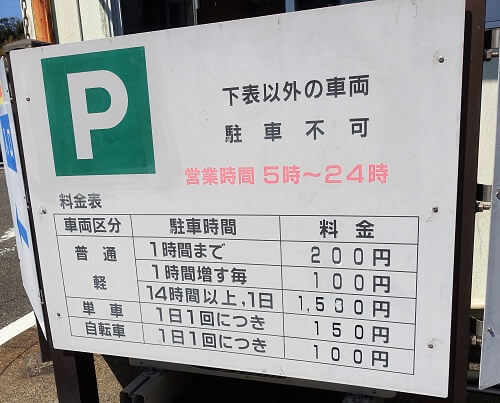 P
下表以外の車両
駐車不可
営業時間 5時～24時
料金表
車両区分 駐車時間 料金
普通 1時間まで 200円
軽 1時間増す毎 100円
14時間以上,1日 1,500円
単車 1日1回につき 150円
自転車 1日1回につき 100円